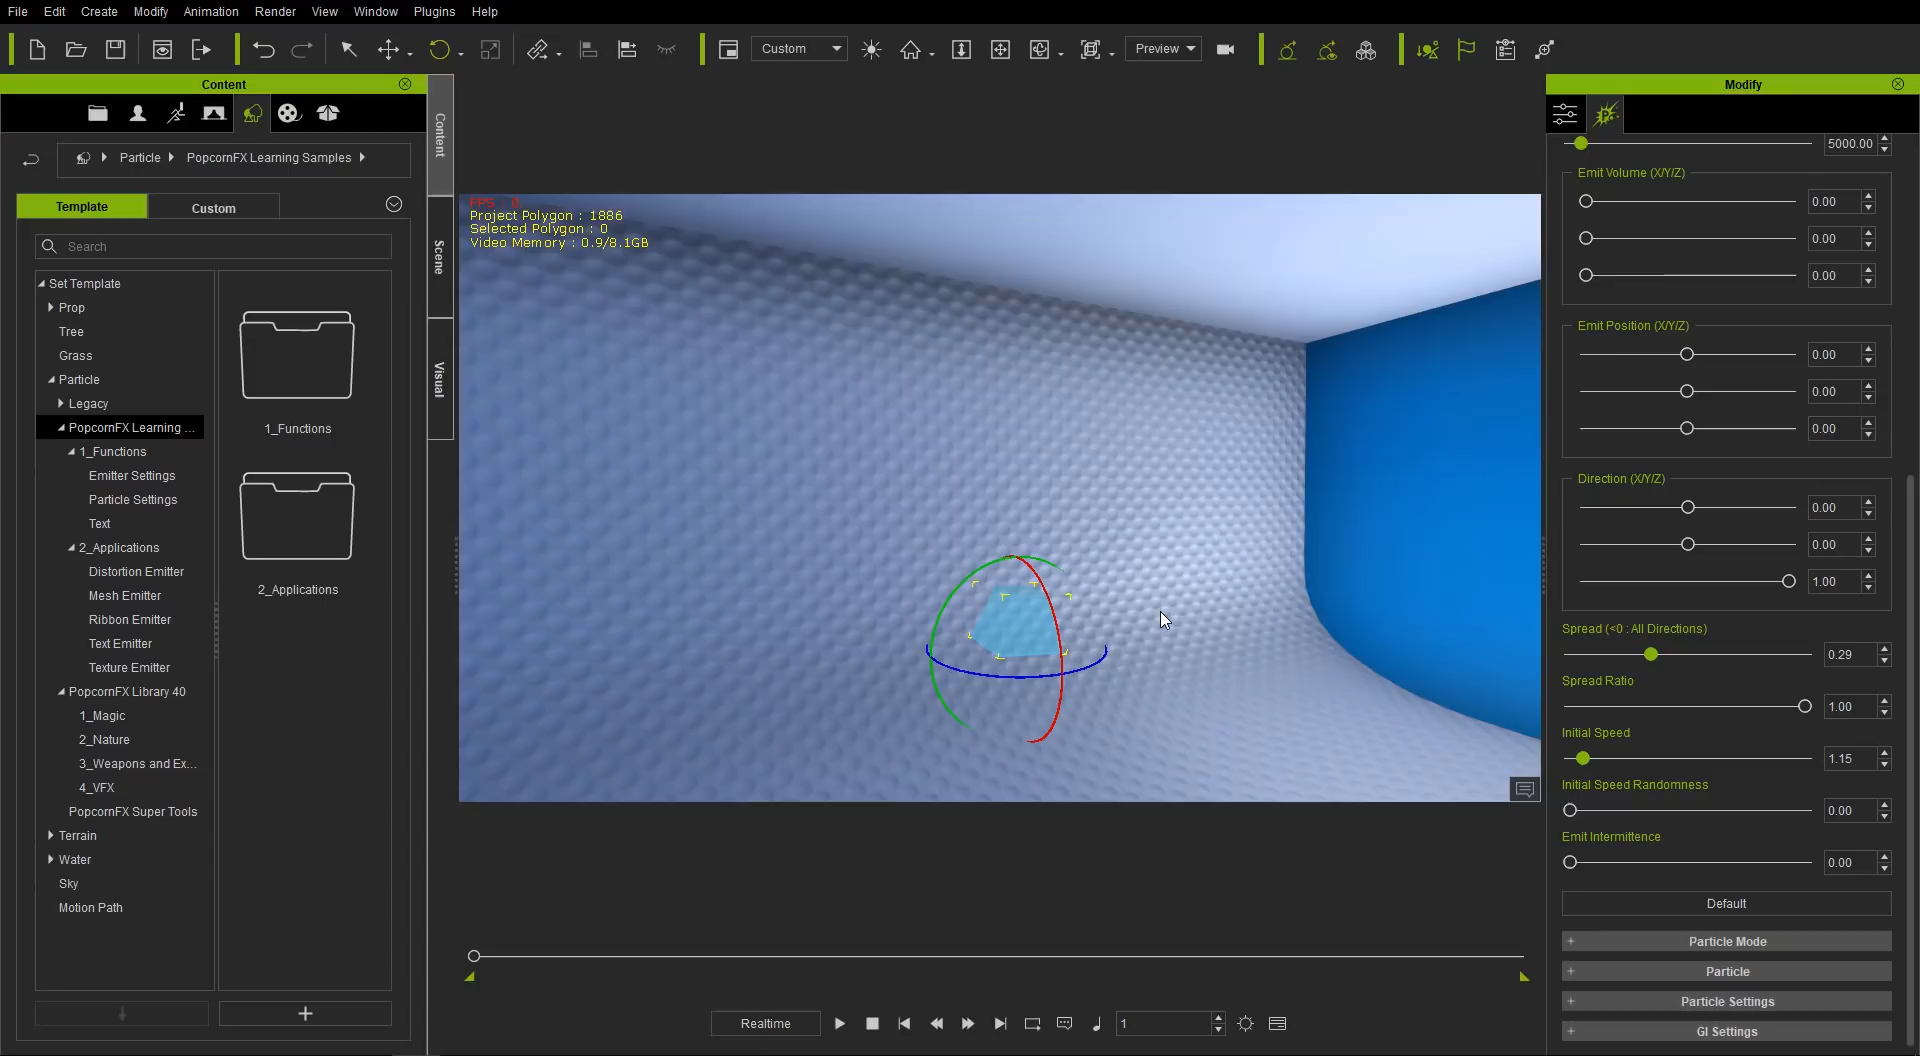 File Edit Create Modify Animation Render View Window Plugins Help
Custom
Preview
Content
Modify
Particle PopcornFX Learning Samples
Template
Custom
Search
Set Template
Prop
Tree
Grass
Particle
Legacy
PopcornFX Learning ...
1_Functions
Emitter Settings
Particle Settings
Text
2_Applications
Distortion Emitter
Mesh Emitter
Ribbon Emitter
Text Emitter
Texture Emitter
PopcornFX Library 40
1_Magic
2_Nature
3_Weapons and Ex...
4_VFX
PopcornFX Super Tools
Terrain
Water
Sky
Motion Path
1_Functions
2_Applications
Content
Scene
Visual
Project Polygon : 1886
Selected Polygon : 0
Video Memory : 0.9/8.1GB
Realtime
1
5000.00
Emit Volume (X/Y/Z)
0.00
0.00
0.00
Emit Position (X/Y/Z)
0.00
0.00
0.00
Direction (X/Y/Z)
0.00
0.00
1.00
Spread (<0 : All Directions)
0.29
Spread Ratio
1.00
Initial Speed
1.15
Initial Speed Randomness
0.00
Emit Intermittence
0.00
Default
+ Particle Mode
+ Particle
+ Particle Settings
+ GI Settings